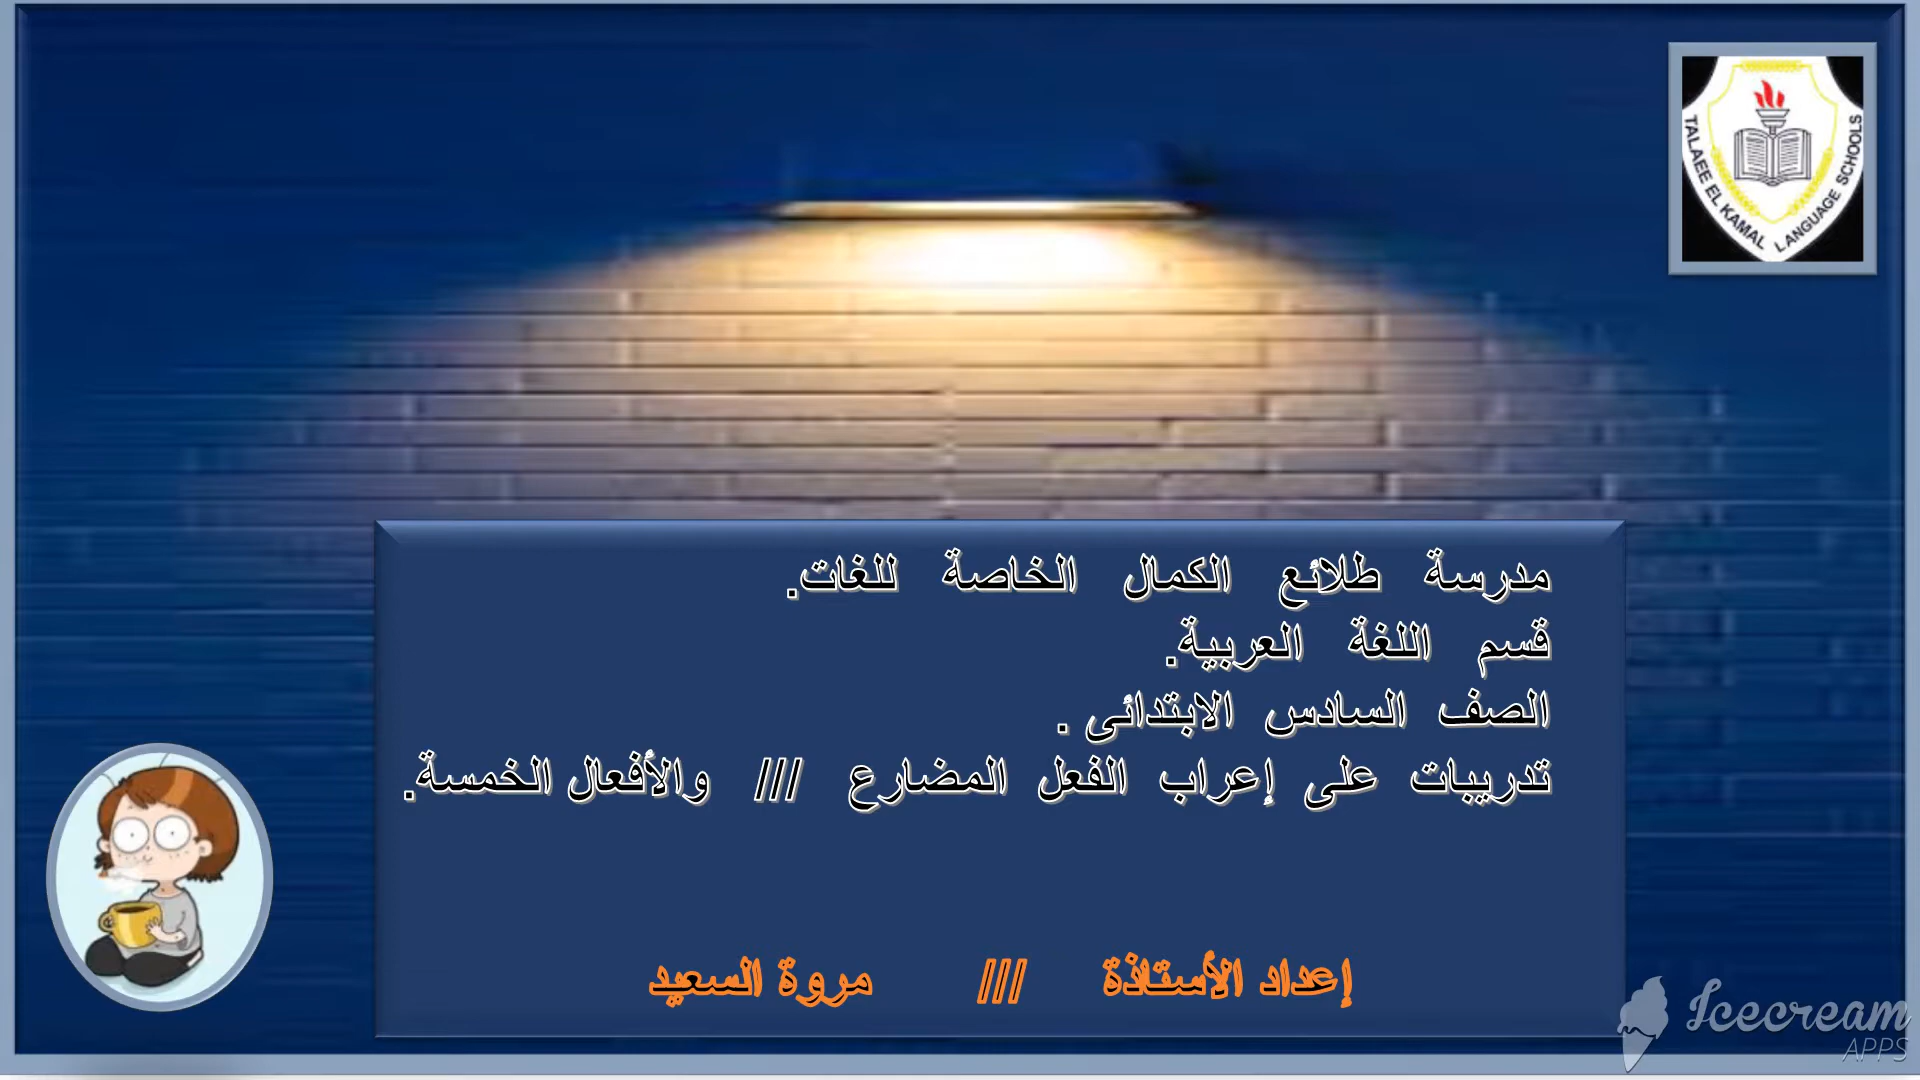 TALAEE EL KAMAL LANGUAGE SCHOOLS
مدرسة طلائع الكمال الخاصة للغات.
قسم اللغة العربية.
الصف السادس الابتدائى .
تدريبات على إعراب الفعل المضارع /// والأفعال الخمسة.
إعداد الأستاذة /// مروة السعيد
Icecream
APPS